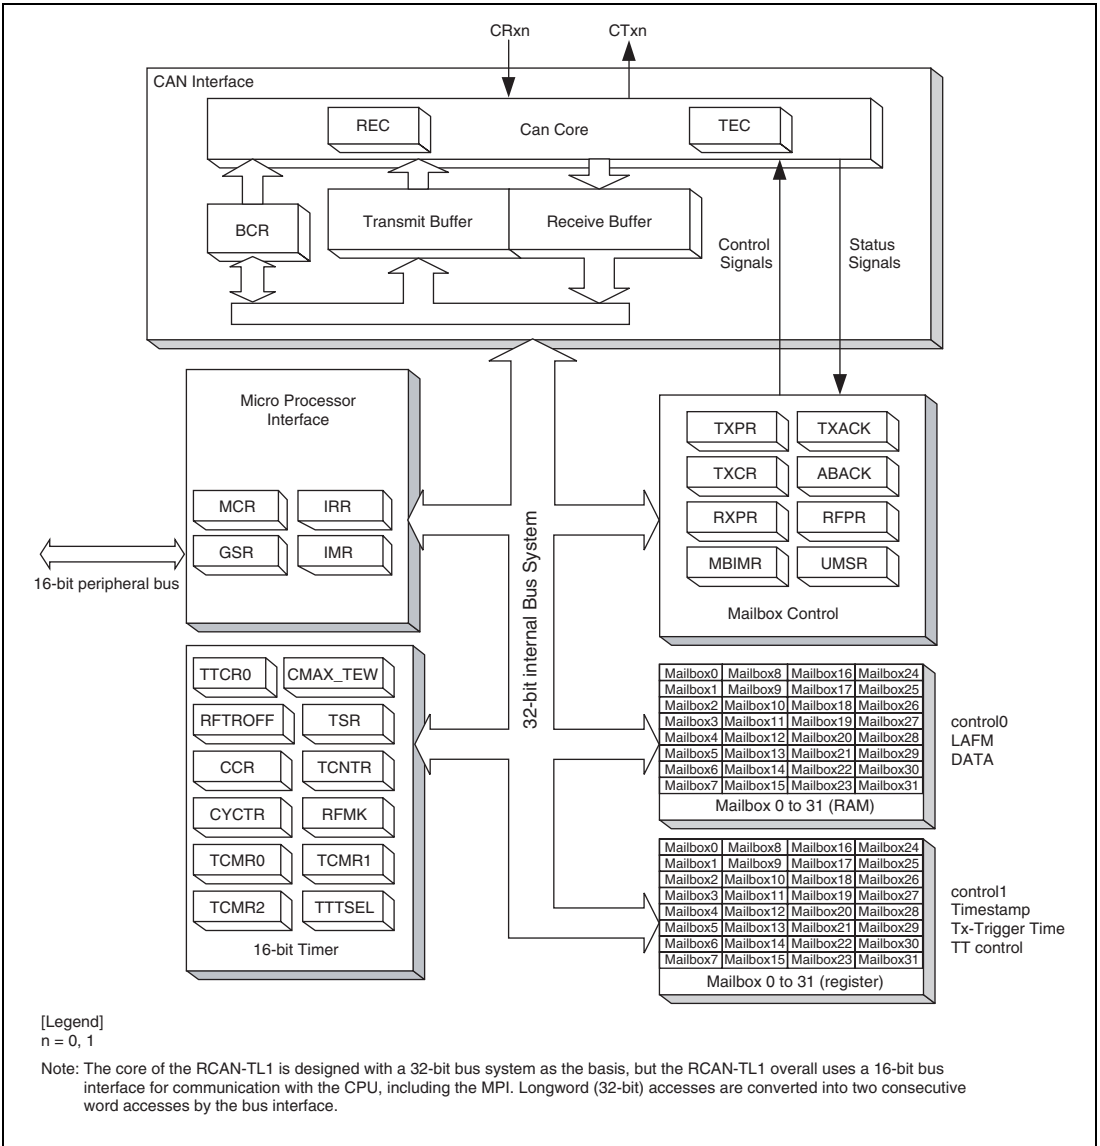 CRxn CTxn
CAN Interface
REC Can Core TEC
BCR Transmit Buffer Receive Buffer
Control Signals
Status Signals
Micro Processor
Interface
MCR IRR
GSR IMR
16-bit peripheral bus
32-bit internal Bus System
TXPR TXACK
TXCR ABACK
RXPR RFPR
MBIMR UMSR
Mailbox Control
TTCR0 CMAX_TEW
RFTROFF TSR
CCR TCNTR
CYCTR RFMK
TCMR0 TCMR1
TCMR2 TTTSEL
16-bit Timer
Mailbox0 Mailbox8 Mailbox16 Mailbox24
Mailbox1 Mailbox9 Mailbox17 Mailbox25
Mailbox2 Mailbox10 Mailbox18 Mailbox26
Mailbox3 Mailbox11 Mailbox19 Mailbox27
Mailbox4 Mailbox12 Mailbox20 Mailbox28
Mailbox5 Mailbox13 Mailbox21 Mailbox29
Mailbox6 Mailbox14 Mailbox22 Mailbox30
Mailbox7 Mailbox15 Mailbox23 Mailbox31
Mailbox 0 to 31 (RAM)
control0
LAFM
DATA
Mailbox0 Mailbox8 Mailbox16 Mailbox24
Mailbox1 Mailbox9 Mailbox17 Mailbox25
Mailbox2 Mailbox10 Mailbox18 Mailbox26
Mailbox3 Mailbox11 Mailbox19 Mailbox27
Mailbox4 Mailbox12 Mailbox20 Mailbox28
Mailbox5 Mailbox13 Mailbox21 Mailbox29
Mailbox6 Mailbox14 Mailbox22 Mailbox30
Mailbox7 Mailbox15 Mailbox23 Mailbox31
Mailbox 0 to 31 (register)
control1
Timestamp
Tx-Trigger Time
TT control
[Legend]
n = 0, 1
Note: The core of the RCAN-TL1 is designed with a 32-bit bus system as the basis, but the RCAN-TL1 overall uses a 16-bit bus
interface for communication with the CPU, including the MPI. Longword (32-bit) accesses are converted into two consecutive
word accesses by the bus interface.